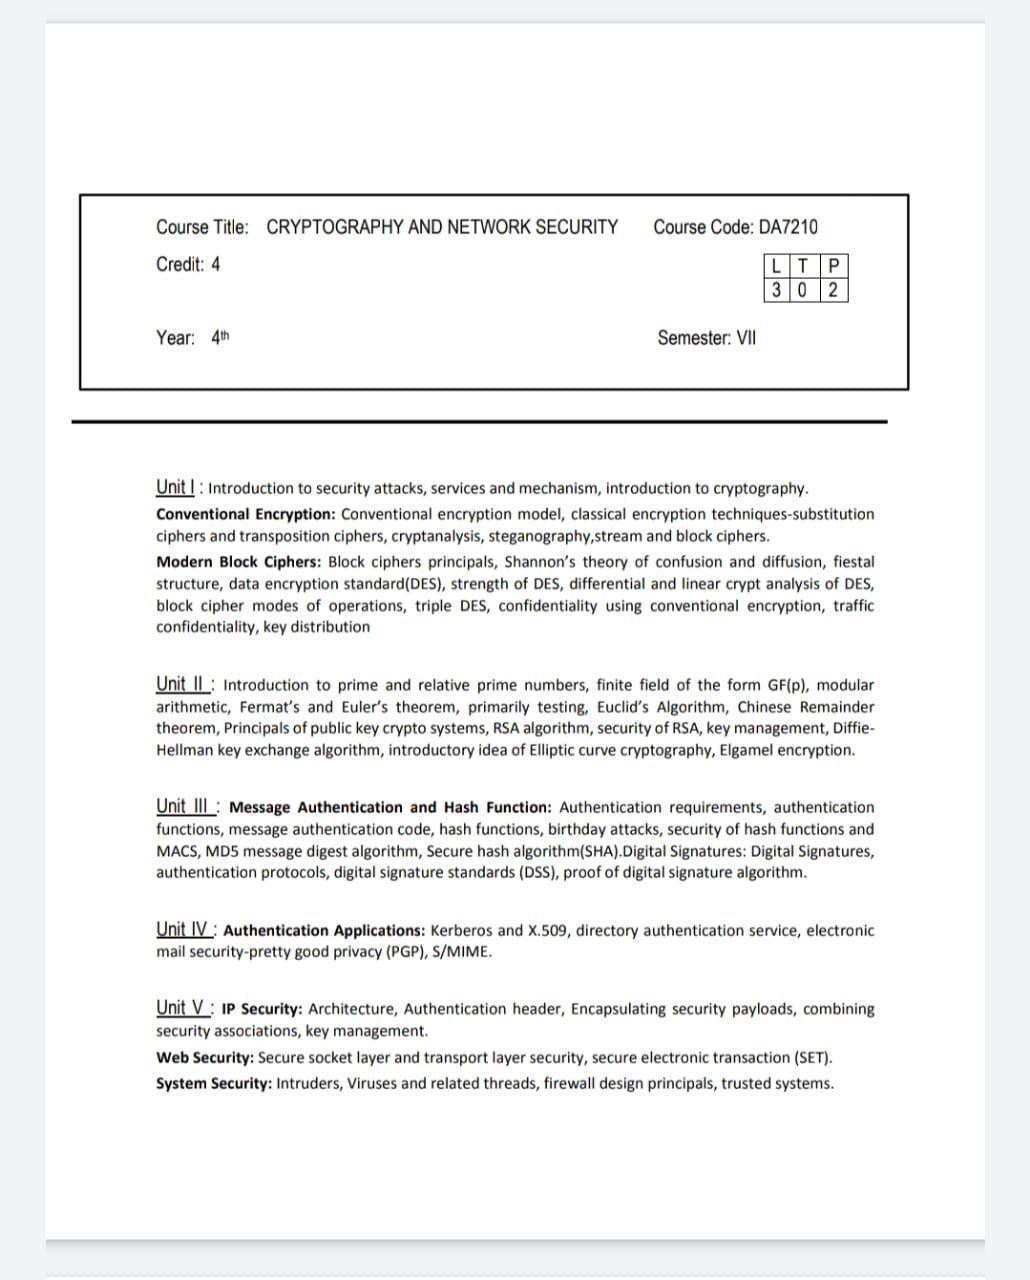 Course Title: CRYPTOGRAPHY AND NETWORK SECURITY Course Code: DA7210
Credit: 4
L T P
3 0 2
Year: 4th Semester: VII
Unit I : Introduction to security attacks, services and mechanism, introduction to cryptography.
Conventional Encryption: Conventional encryption model, classical encryption techniques-substitution
ciphers and transposition ciphers, cryptanalysis, steganography,stream and block ciphers.
Modern Block Ciphers: Block ciphers principals, Shannon's theory of confusion and diffusion, fiestal
structure, data encryption standard(DES), strength of DES, differential and linear crypt analysis of DES,
block cipher modes of operations, triple DES, confidentiality using conventional encryption, traffic
confidentiality, key distribution
Unit II : Introduction to prime and relative prime numbers, finite field of the form GF(p), modular
arithmetic, Fermat's and Euler's theorem, primarily testing, Euclid's Algorithm, Chinese Remainder
theorem, Principals of public key crypto systems, RSA algorithm, security of RSA, key management, Diffie-
Hellman key exchange algorithm, introductory idea of Elliptic curve cryptography, Elgamel encryption.
Unit III : Message Authentication and Hash Function: Authentication requirements, authentication
functions, message authentication code, hash functions, birthday attacks, security of hash functions and
MACS, MD5 message digest algorithm, Secure hash algorithm(SHA).Digital Signatures: Digital Signatures,
authentication protocols, digital signature standards (DSS), proof of digital signature algorithm.
Unit IV : Authentication Applications: Kerberos and X.509, directory authentication service, electronic
mail security-pretty good privacy (PGP), S/MIME.
Unit V : IP Security: Architecture, Authentication header, Encapsulating security payloads, combining
security associations, key management.
Web Security: Secure socket layer and transport layer security, secure electronic transaction (SET).
System Security: Intruders, Viruses and related threads, firewall design principals, trusted systems.